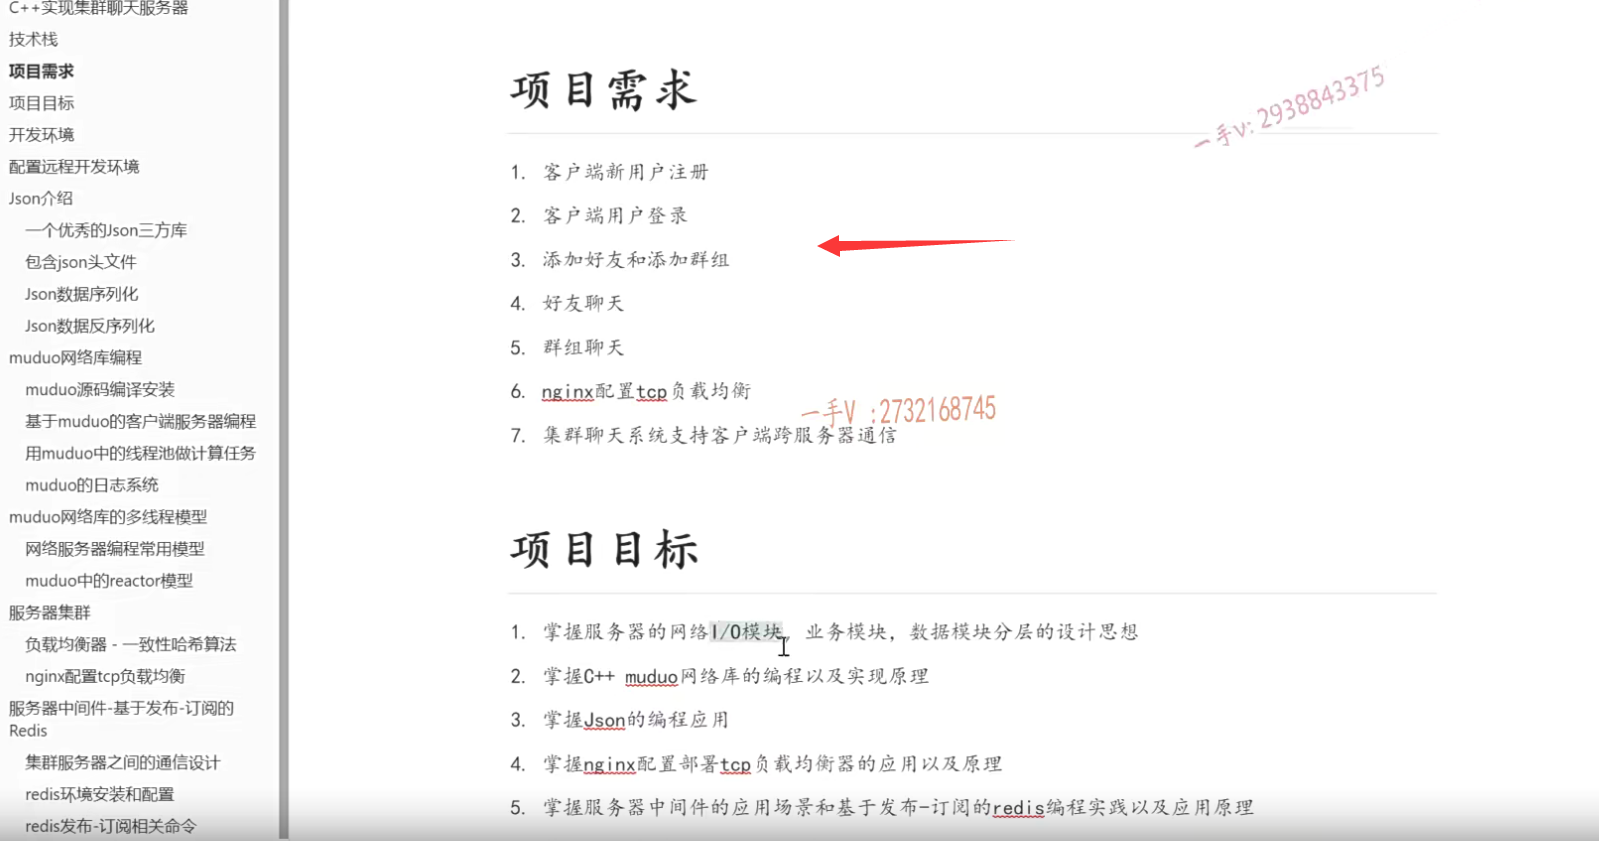 C++实现集群聊天服务器
技术栈
项目需求
项目目标
开发环境
配置远程开发环境
Json介绍
一个优秀的Json三方库
包含json头文件
Json数据序列化
Json数据反序列化
muduo网络库编程
muduo源码编译安装
基于muduo的客户端服务器编程
用muduo中的线程池做计算任务
muduo的日志系统
muduo网络库的多线程模型
网络服务器编程常用模型
muduo中的reactor模型
服务器集群
负载均衡器 - 一致性哈希算法
nginx配置tcp负载均衡
服务器中间件-基于发布-订阅的
Redis
集群服务器之间的通信设计
redis环境安装和配置
redis发布-订阅相关命令
项目需求
一手V: 2938843375
1. 客户端新用户注册
2. 客户端用户登录
3. 添加好友和添加群组
4. 好友聊天
5. 群组聊天
6. nginx配置tcp负载均衡
一手V :2732168745
7. 集群聊天系统支持客户端跨服务器通信
项目目标
1. 掌握服务器的网络I/O模块，业务模块，数据模块分层的设计思想
2. 掌握C++ muduo网络库的编程以及实现原理
3. 掌握Json的编程应用
4. 掌握nginx配置部署tcp负载均衡器的应用以及原理
5. 掌握服务器中间件的应用场景和基于发布-订阅的redis编程实践以及应用原理